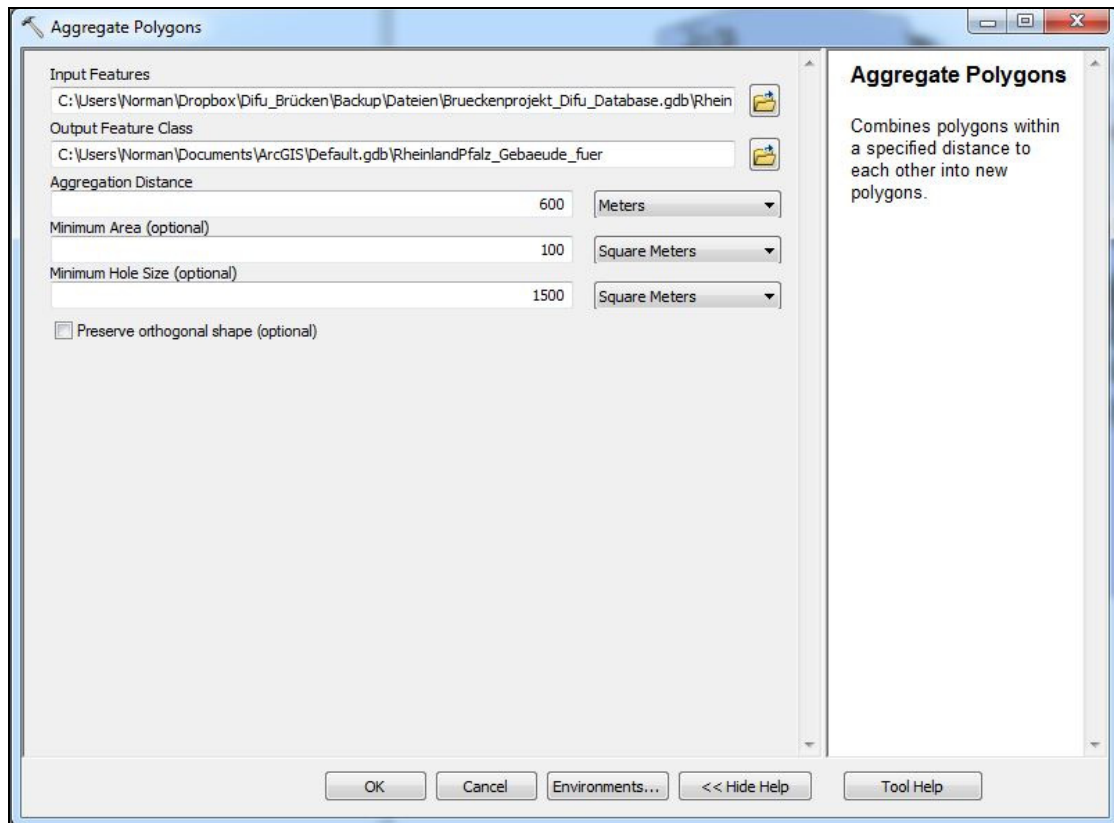 Aggregate Polygons
Input Features
C:\Users\Norman\Dropbox\Difu_Brücken\Backup\Dateien\Brueckenprojekt_Difu_Database.gdb\Rhein
Output Feature Class
C:\Users\Norman\Documents\ArcGIS\Default.gdb\RheinlandPfalz_Gebaeude_fuer
Aggregation Distance
600 Meters
Minimum Area (optional)
100 Square Meters
Minimum Hole Size (optional)
1500 Square Meters
Preserve orthogonal shape (optional)
Aggregate Polygons
Combines polygons within
a specified distance to
each other into new
polygons.
OK Cancel Environments... << Hide Help Tool Help